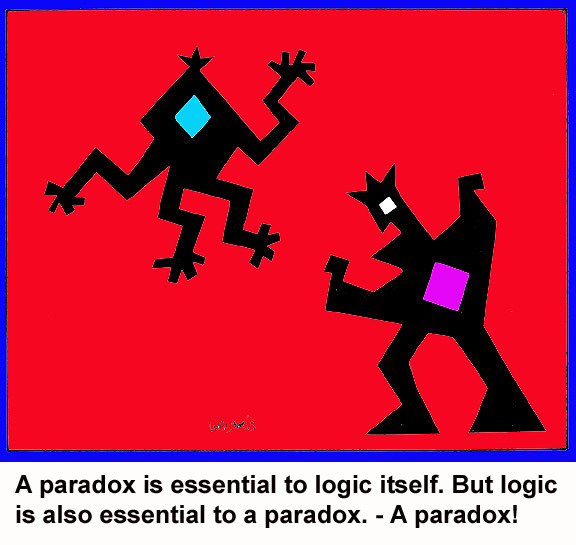 A paradox is essential to logic itself. But logic
is also essential to a paradox. - A paradox!